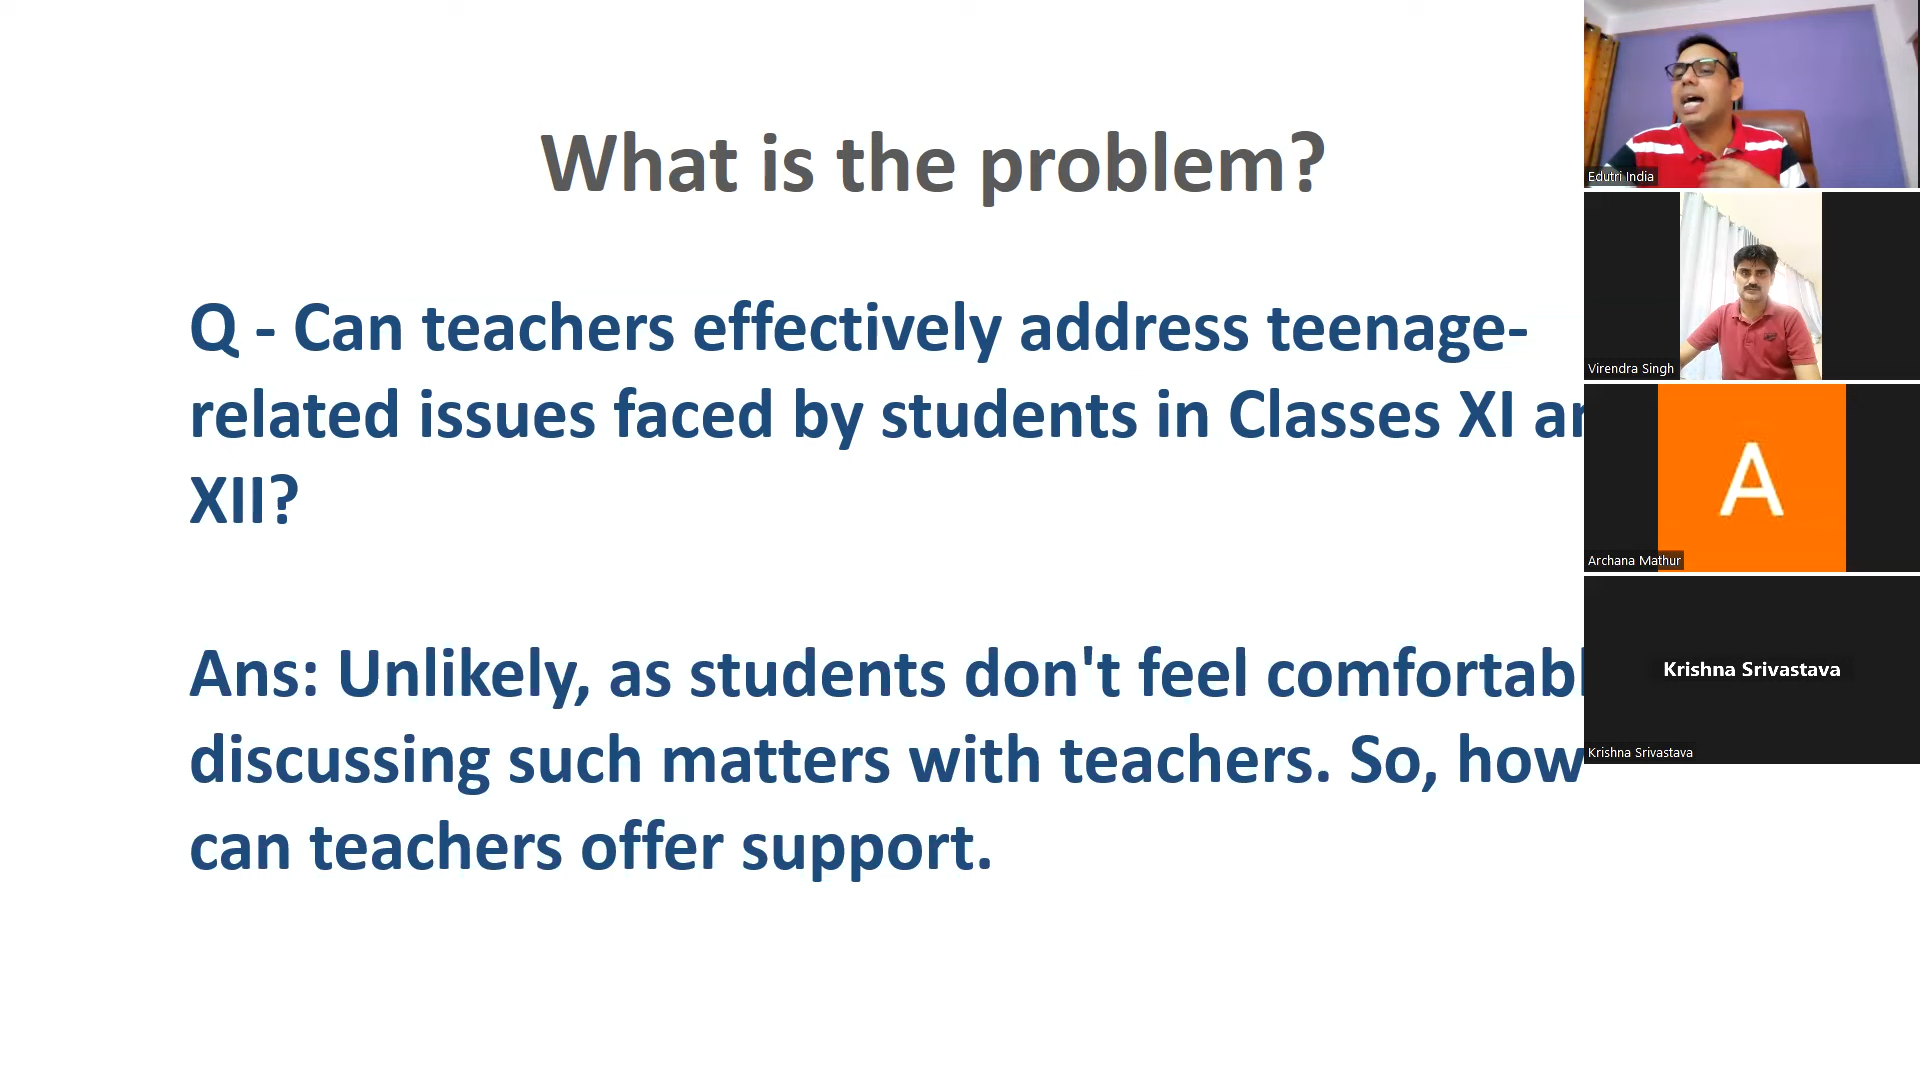 What is the problem?
Q - Can teachers effectively address teenage-
related issues faced by students in Classes XI
XII?
Ans: Unlikely, as students don't feel
discussing such matters with teachers. So, how
can teachers offer support.
Edutri India
Virendra Singh
A
Archana Mathur
Krishna Srivastava
Krishna Srivastava